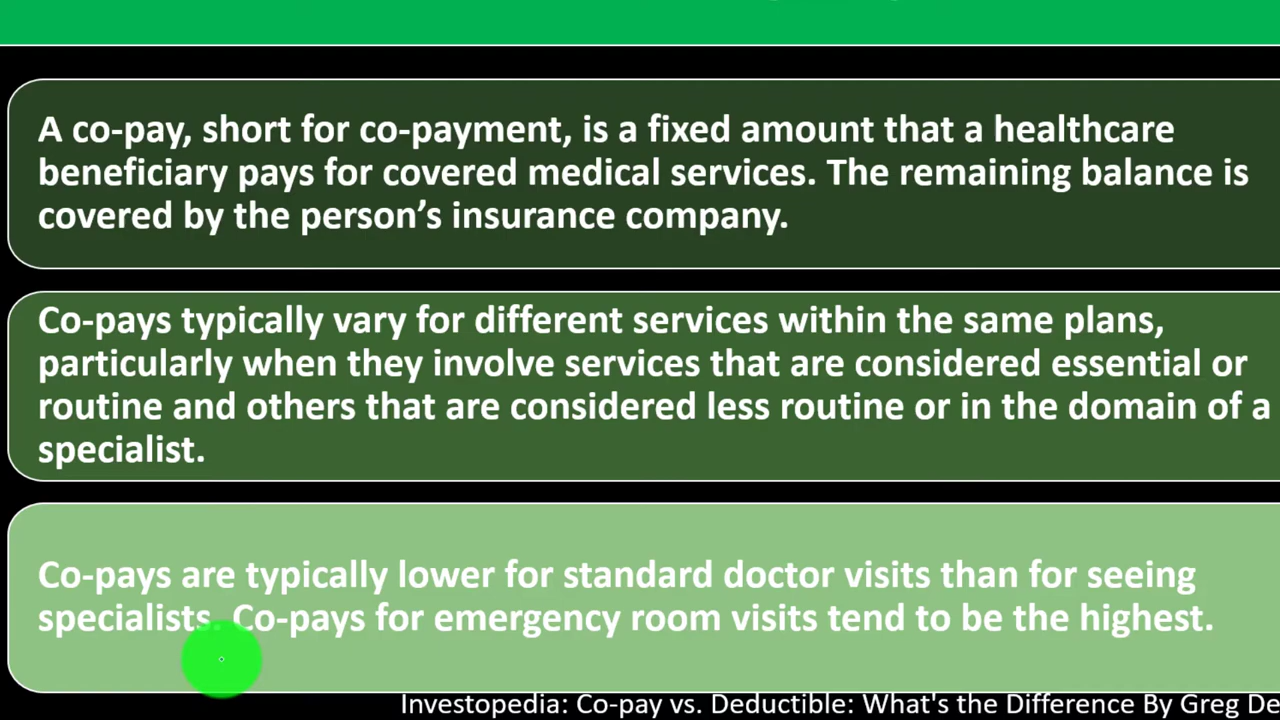 A co-pay, short for co-payment, is a fixed amount that a healthcare
beneficiary pays for covered medical services. The remaining balance is
covered by the person’s insurance company.
Co-pays typically vary for different services within the same plans,
particularly when they involve services that are considered essential or
routine and others that are considered less routine or in the domain of a
specialist.
Co-pays are typically lower for standard doctor visits than for seeing
specialists. Co-pays for emergency room visits tend to be the highest.
Investopedia: Co-pay vs. Deductible: What's the Difference By Greg De